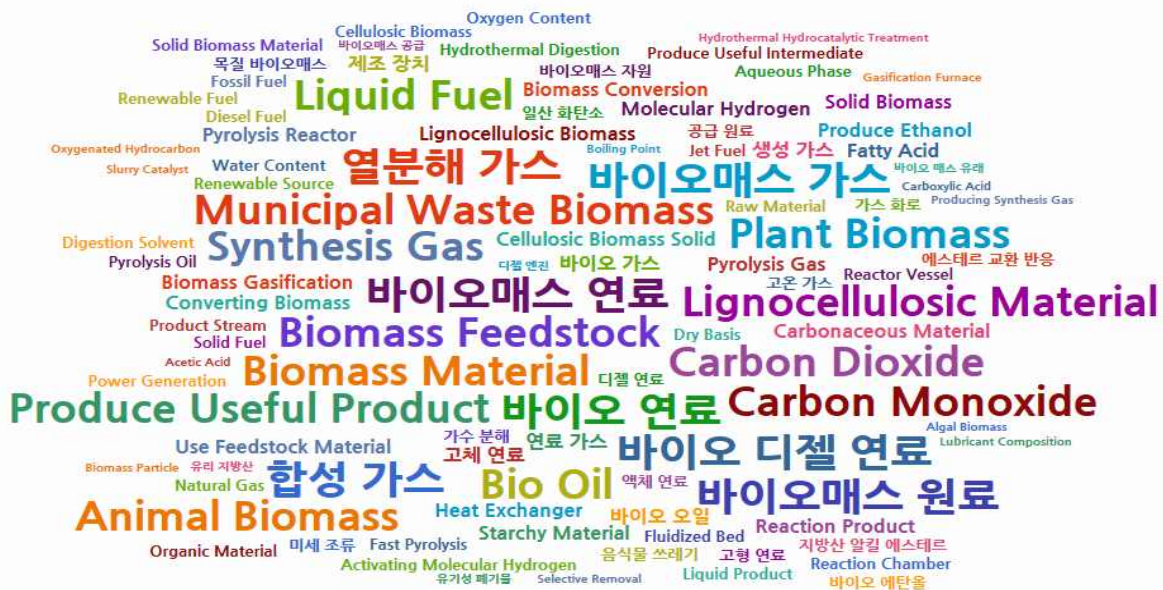 Oxygen Content
Cellulosic Biomass
Hydrothermal Hydrocatalytic Treatment
Solid Biomass Material 바이오매스 공급 Hydrothermal Digestion Produce Useful Intermediate
목질 바이오매스 제조 장치 바이오매스 자원 Aqueous Phase Gasification Furnace
Fossil Fuel Liquid Fuel Biomass Conversion
Renewable Fuel 일산 화탄소 Molecular Hydrogen Solid Biomass
Diesel Fuel
Pyrolysis Reactor Lignocellulosic Biomass 공급 원료 Produce Ethanol
Oxygenated Hydrocarbon 열분해 가스 Boiling Point Jet Fuel 생성 가스 Fatty Acid
Slurry Catalyst Water Content 바이오매스 가스 바이오 매스 유래
Renewable Source Carboxylic Acid
Municipal Waste Biomass Raw Material 가스 화로 Producing Synthesis Gas
Digestion Solvent Synthesis Gas Cellulosic Biomass Solid Plant Biomass
Pyrolysis Oil 디젤 엔진 바이오 가스 Pyrolysis Gas 에스테르 교환 반응
Biomass Gasification 바이오매스 연료 고온 가스 Reactor Vessel
Converting Biomass Lignocellulosic Material
Product Stream Biomass Feedstock Dry Basis Carbonaceous Material
Solid Fuel
Acetic Acid Biomass Material Carbon Dioxide
Power Generation 디젤 연료
Produce Useful Product 바이오 연료 Carbon Monoxide
Use Feedstock Material 가수 분해 연료 가스 바이오 디젤 연료 Algal Biomass
고체 연료 Lubricant Composition
Biomass Particle 유리 지방산 합성 가스 Bio Oil 액체 연료 바이오매스 원료
Natural Gas
Animal Biomass Heat Exchanger 바이오 오일
Starchy Material Fluidized Bed Reaction Product
Organic Material 미세 조류 Fast Pyrolysis 음식물 쓰레기 고형 연료 지방산 알킬 에스테르
Activating Molecular Hydrogen Liquid Product Reaction Chamber
유기성 폐기물 Selective Removal 바이오 에탄올